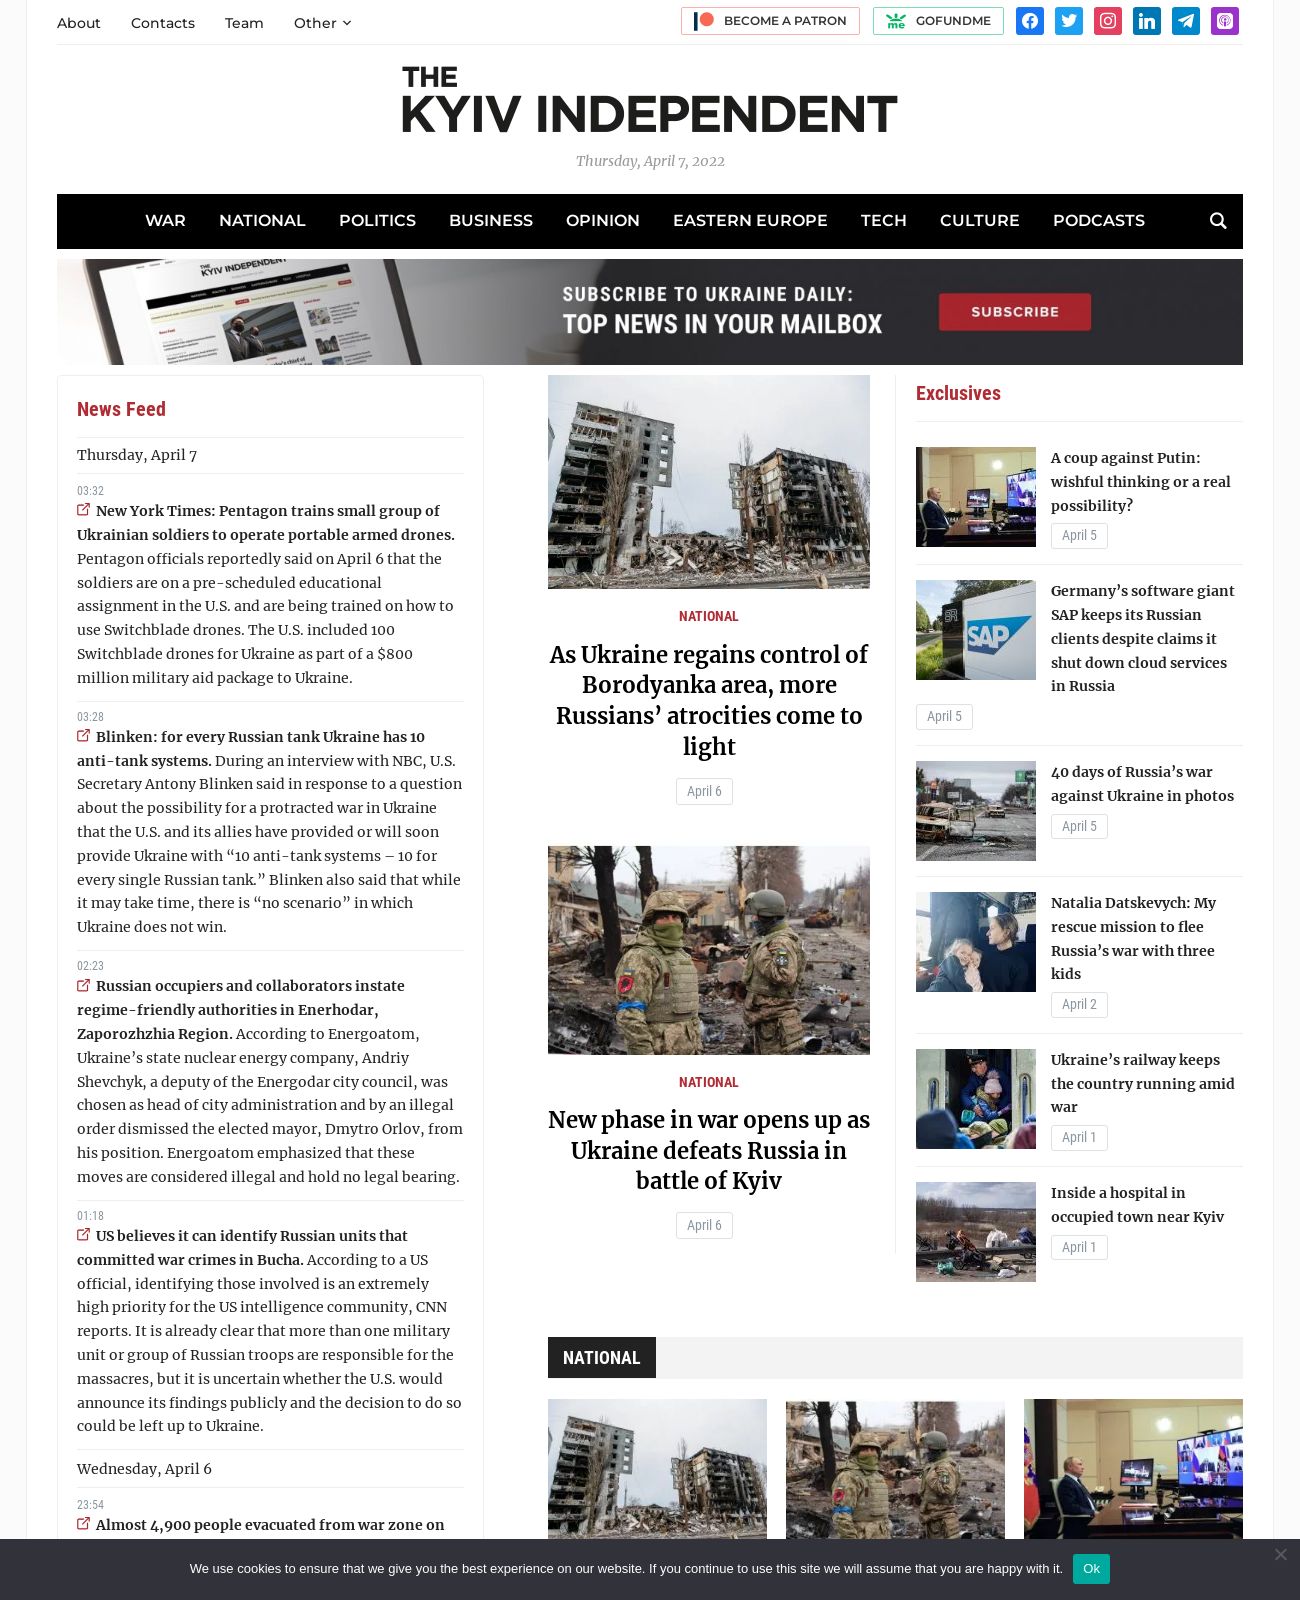 About
Contacts
Team
Other
BECOME A PATRON
GOFUNDME
THE
KYIV INDEPENDENT
Thursday, April 7, 2022
WAR
NATIONAL
POLITICS
BUSINESS
OPINION
EASTERN EUROPE
TECH
CULTURE
PODCASTS
THE
KYIV INDEPENDENT
SUBSCRIBE TO UKRAINE DAILY:
TOP NEWS IN YOUR MAILBOX
SUBSCRIBE
News Feed
Thursday, April 7
03:32
New York Times: Pentagon trains small group of
Ukrainian soldiers to operate portable armed drones.
Pentagon officials reportedly said on April 6 that the
soldiers are on a pre-scheduled educational
assignment in the U.S. and are being trained on how to
use Switchblade drones. The U.S. included 100
Switchblade drones for Ukraine as part of a $800
million military aid package to Ukraine.
03:28
Blinken: for every Russian tank Ukraine has 10
anti-tank systems. During an interview with NBC, U.S.
Secretary Antony Blinken said in response to a question
about the possibility for a protracted war in Ukraine
that the U.S. and its allies have provided or will soon
provide Ukraine with “10 anti-tank systems – 10 for
every single Russian tank.” Blinken also said that while
it may take time, there is “no scenario” in which
Ukraine does not win.
02:23
Russian occupiers and collaborators instate
regime-friendly authorities in Enerhodar,
Zaporozhzhia Region. According to Energoatom,
Ukraine’s state nuclear energy company, Andriy
Shevchyk, a deputy of the Energodar city council, was
chosen as head of city administration and by an illegal
order dismissed the elected mayor, Dmytro Orlov, from
his position. Energoatom emphasized that these
moves are considered illegal and hold no legal bearing.
01:18
US believes it can identify Russian units that
committed war crimes in Bucha. According to a US
official, identifying those involved is an extremely
high priority for the US intelligence community, CNN
reports. It is already clear that more than one military
unit or group of Russian troops are responsible for the
massacres, but it is uncertain whether the U.S. would
announce its findings publicly and the decision to do so
could be left up to Ukraine.
Wednesday, April 6
23:54
Almost 4,900 people evacuated from war zone on
NATIONAL
As Ukraine regains control of
Borodyanka area, more
Russians’ atrocities come to
light
April 6
NATIONAL
New phase in war opens up as
Ukraine defeats Russia in
battle of Kyiv
April 6
Exclusives
A coup against Putin:
wishful thinking or a real
possibility?
April 5
SAP
Germany’s software giant
SAP keeps its Russian
clients despite claims it
shut down cloud services
in Russia
April 5
40 days of Russia’s war
against Ukraine in photos
April 5
Natalia Datskevych: My
rescue mission to flee
Russia’s war with three
kids
April 2
Ukraine’s railway keeps
the country running amid
war
April 1
Inside a hospital in
occupied town near Kyiv
April 1
NATIONAL
We use cookies to ensure that we give you the best experience on our website. If you continue to use this site we will assume that you are happy with it.
Ok